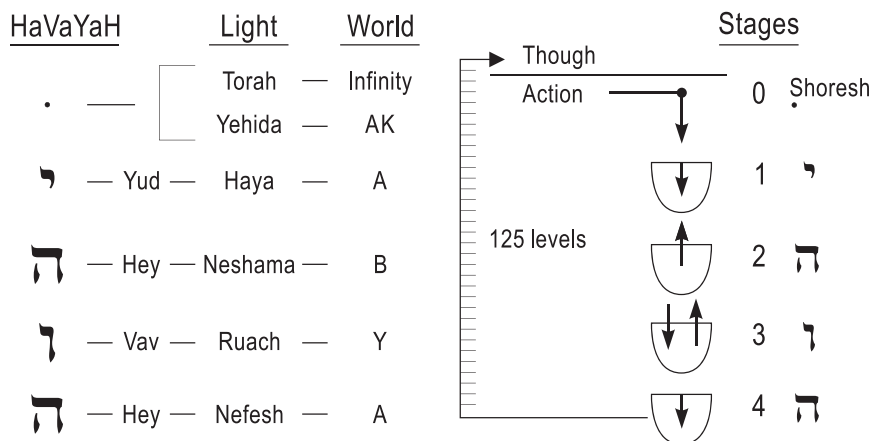 HaVaYaH Light World Stages
Though
. — Torah — Infinity
Action 0 Shoresh
Yehida — AK .
י — Yud — Haya — A 1 י
125 levels
ה — Hey — Neshama — B 2 ה
ו — Vav — Ruach — Y 3 ו
ה — Hey — Nefesh — A 4 ה